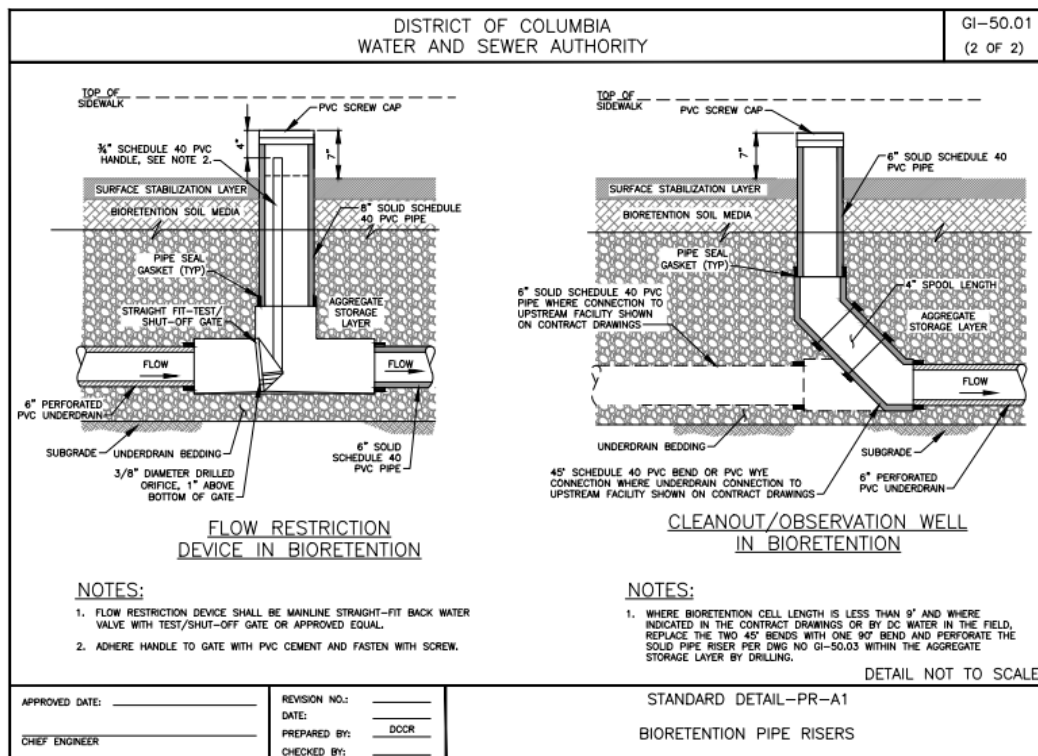 DISTRICT OF COLUMBIA
WATER AND SEWER AUTHORITY
GI-50.01
(2 OF 2)
TOP OF
SIDEWALK
PVC SCREW CAP
4"
7"
¾" SCHEDULE 40 PVC
HANDLE, SEE NOTE 2.
SURFACE STABILIZATION LAYER
BIORETENTION SOIL MEDIA
8" SOLID SCHEDULE
40 PVC PIPE
PIPE SEAL
GASKET (TYP)
STRAIGHT FIT-TEST/
SHUT-OFF GATE
AGGREGATE
STORAGE
LAYER
FLOW
FLOW
6" PERFORATED
PVC UNDERDRAIN
SUBGRADE
UNDERDRAIN BEDDING
6" SOLID
SCHEDULE 40
PVC PIPE
3/8" DIAMETER DRILLED
ORIFICE, 1" ABOVE
BOTTOM OF GATE
FLOW RESTRICTION
DEVICE IN BIORETENTION
NOTES:
1. FLOW RESTRICTION DEVICE SHALL BE MAINLINE STRAIGHT-FIT BACK WATER
VALVE WITH TEST/SHUT-OFF GATE OR APPROVED EQUAL.
2. ADHERE HANDLE TO GATE WITH PVC CEMENT AND FASTEN WITH SCREW.
TOP OF
SIDEWALK
PVC SCREW CAP
7"
6" SOLID SCHEDULE 40
PVC PIPE
SURFACE STABILIZATION LAYER
BIORETENTION SOIL MEDIA
PIPE SEAL
GASKET (TYP)
4" SPOOL LENGTH
6" SOLID SCHEDULE 40 PVC
PIPE WHERE CONNECTION TO
UPSTREAM FACILITY SHOWN
ON CONTRACT DRAWINGS
AGGREGATE
STORAGE LAYER
FLOW
UNDERDRAIN BEDDING
SUBGRADE
45° SCHEDULE 40 PVC BEND OR PVC WYE
CONNECTION WHERE UNDERDRAIN CONNECTION TO
UPSTREAM FACILITY SHOWN ON CONTRACT DRAWINGS
6" PERFORATED
PVC UNDERDRAIN
CLEANOUT/OBSERVATION WELL
IN BIORETENTION
NOTES:
1. WHERE BIORETENTION CELL LENGTH IS LESS THAN 9' AND WHERE
INDICATED IN THE CONTRACT DRAWINGS OR BY DC WATER IN THE FIELD,
REPLACE THE TWO 45° BENDS WITH ONE 90° BEND AND PERFORATE THE
SOLID PIPE RISER PER DWG NO GI-50.03 WITHIN THE AGGREGATE
STORAGE LAYER BY DRILLING.
DETAIL NOT TO SCALE
APPROVED DATE:
CHIEF ENGINEER
REVISION NO.:
DATE:
PREPARED BY: DCCR
CHECKED BY:
STANDARD DETAIL-PR-A1
BIORETENTION PIPE RISERS